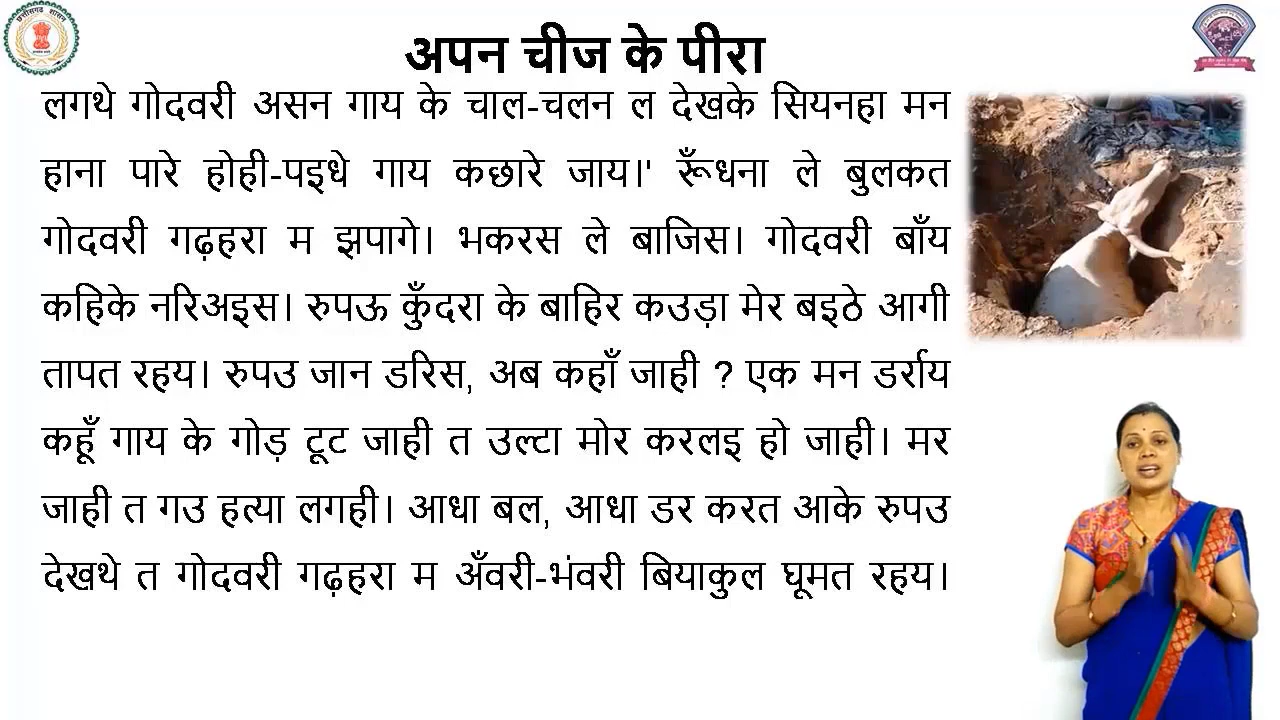 छत्तीसगढ़ शासन
अपन चीज के पीरा
लगथे गोदवरी असन गाय के चाल-चलन ल देखके सियनहा मन
हाना पारे होही-पइधे गाय कछारे जाय।' रूँधना ले बुलकत
गोदवरी गढ़हरा म झपागे। भकरस ले बाजिस। गोदवरी बाँय
कहिके नरिअइस। रुपऊ कुँदरा के बाहिर कउड़ा मेर बइठे आगी
तापत रहय। रुपउ जान डरिस, अब कहाँ जाही ? एक मन डर्राय
कहूँ गाय के गोड़ टूट जाही त उल्टा मोर करलइ हो जाही। मर
जाही त गउ हत्या लगही। आधा बल, आधा डर करत आके रुपउ
देखथे त गोदवरी गढ़हरा म अँवरी-भंवरी बियाकुल घूमत रहय।